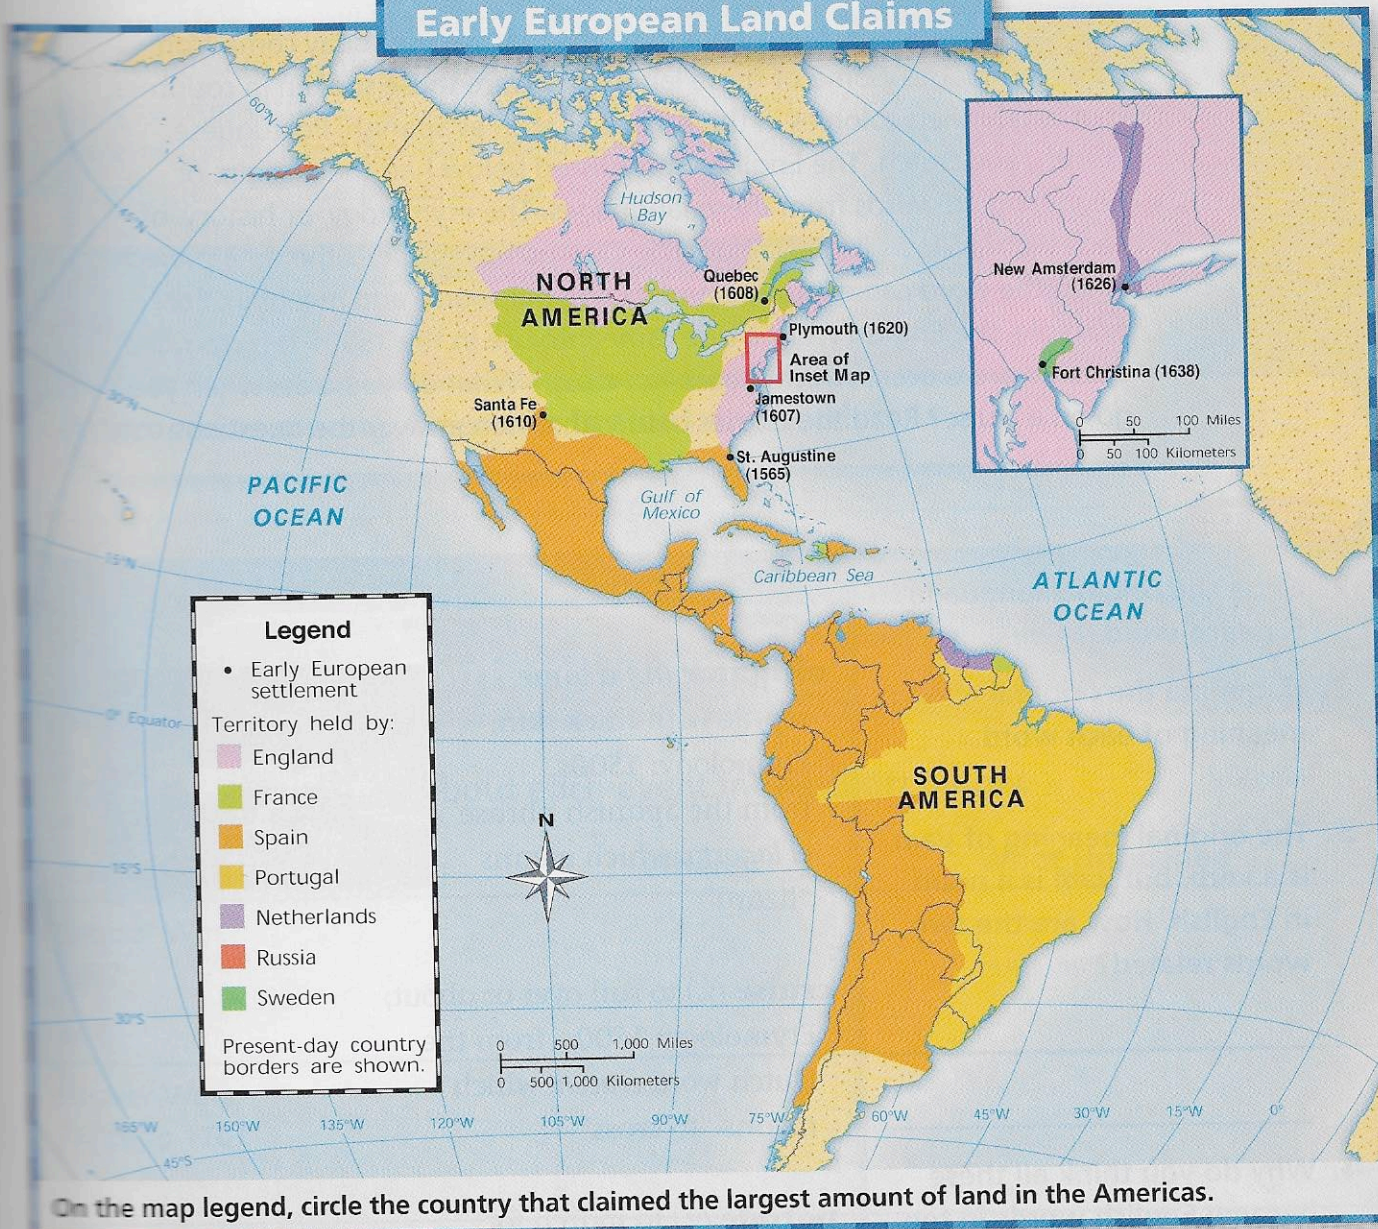 Early European Land Claims
60°N
45°N
30°N
15°N
0° Equator
15°S
30°S
45°S
Hudson
Bay
NORTH
AMERICA
Quebec
(1608)
Plymouth (1620)
Area of
Inset Map
Jamestown
(1607)
Santa Fe
(1610)
St. Augustine
(1565)
Gulf of
Mexico
Caribbean Sea
PACIFIC
OCEAN
ATLANTIC
OCEAN
SOUTH
AMERICA
New Amsterdam
(1626)
Fort Christina (1638)
0 50 100 Miles
0 50 100 Kilometers
Legend
Early European
settlement
Territory held by:
England
France
Spain
Portugal
Netherlands
Russia
Sweden
Present-day country
borders are shown.
N
0 500 1,000 Miles
0 500 1,000 Kilometers
165°W 150°W 135°W 120°W 105°W 90°W 75°W 60°W 45°W 30°W 15°W 0°
On the map legend, circle the country that claimed the largest amount of land in the Americas.